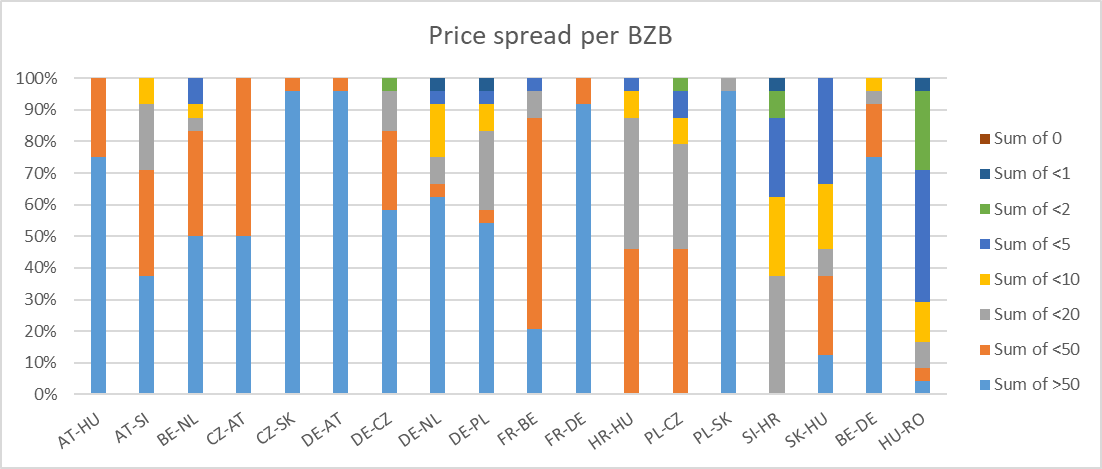 Price spread per BZB
100%
90%
80%
70%
60%
50%
40%
30%
20%
10%
0%
AT-HU
AT-SI
BE-NL
CZ-AT
CZ-SK
DE-AT
DE-CZ
DE-NL
DE-PL
FR-BE
FR-DE
HR-HU
PL-CZ
PL-SK
SI-HR
SK-HU
BE-DE
HU-RO
Sum of 0
Sum of <1
Sum of <2
Sum of <5
Sum of <10
Sum of <20
Sum of <50
Sum of >50